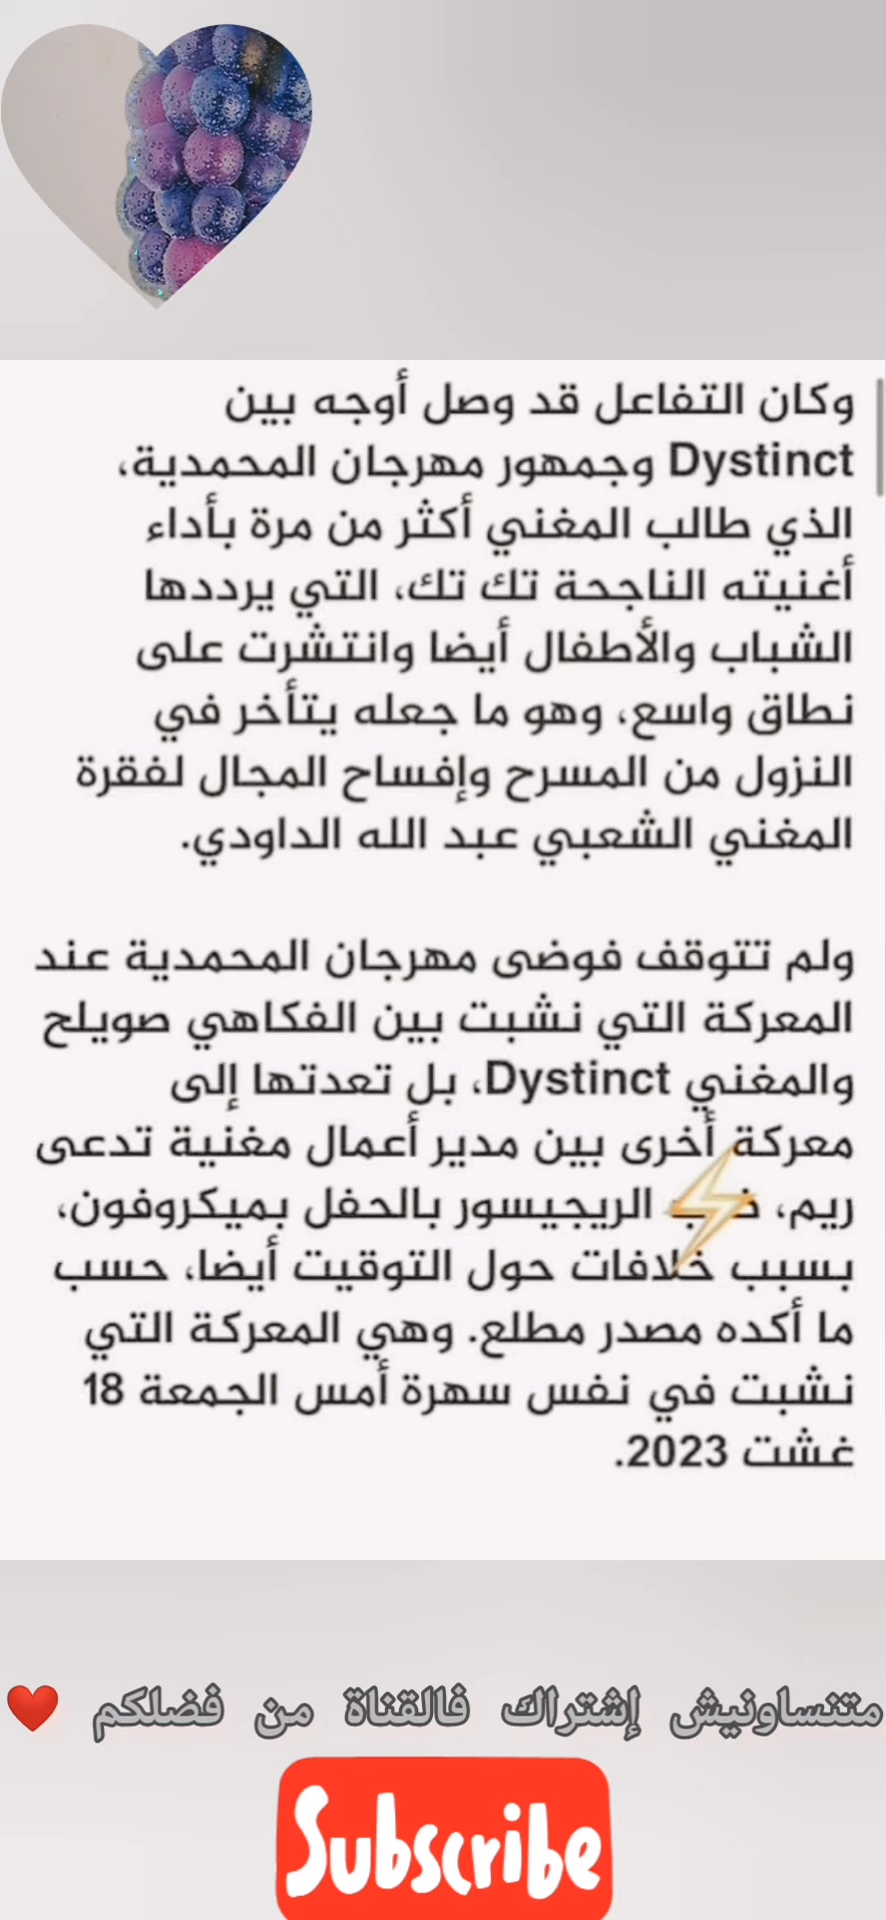 وكان التفاعل قد وصل أوجه بين
Dystinct وجمهور مهرجان المحمدية،
الذي طالب المغني أكثر من مرة بأداء
أغنيته الناجحة تك تك، التي يرددها
الشباب والأطفال أيضا وانتشرت على
نطاق واسع، وهو ما جعله يتأخر في
النزول من المسرح وإفساح المجال لفقرة
المغني الشعبي عبد الله الداودي.
ولم تتوقف فوضى مهرجان المحمدية عند
المعركة التي نشبت بين الفكاهي صويلح
والمغني Dystinct، بل تعدتها إلى
معركة أخرى بين مدير أعمال مغنية تدعى
ريم، الريجيسور بالحفل بميكروفون،
بسبب خلافات حول التوقيت أيضا، حسب
ما أكده مصدر مطلع. وهي المعركة التي
نشبت في نفس سهرة أمس الجمعة 18
غشت 2023.
متنساونيش إشتراك فالقناة من فضلكم ❤️
Subscribe